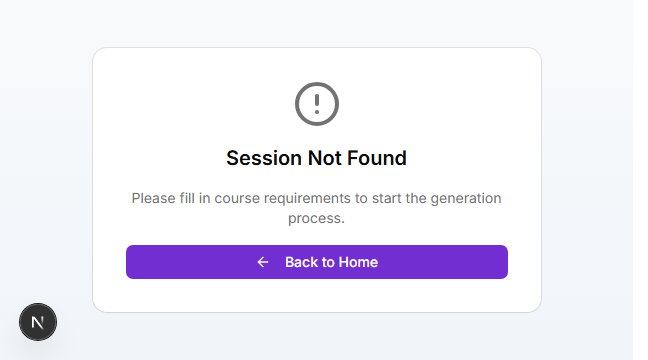 Session Not Found
Please fill in course requirements to start the generation
process.
Back to Home
N